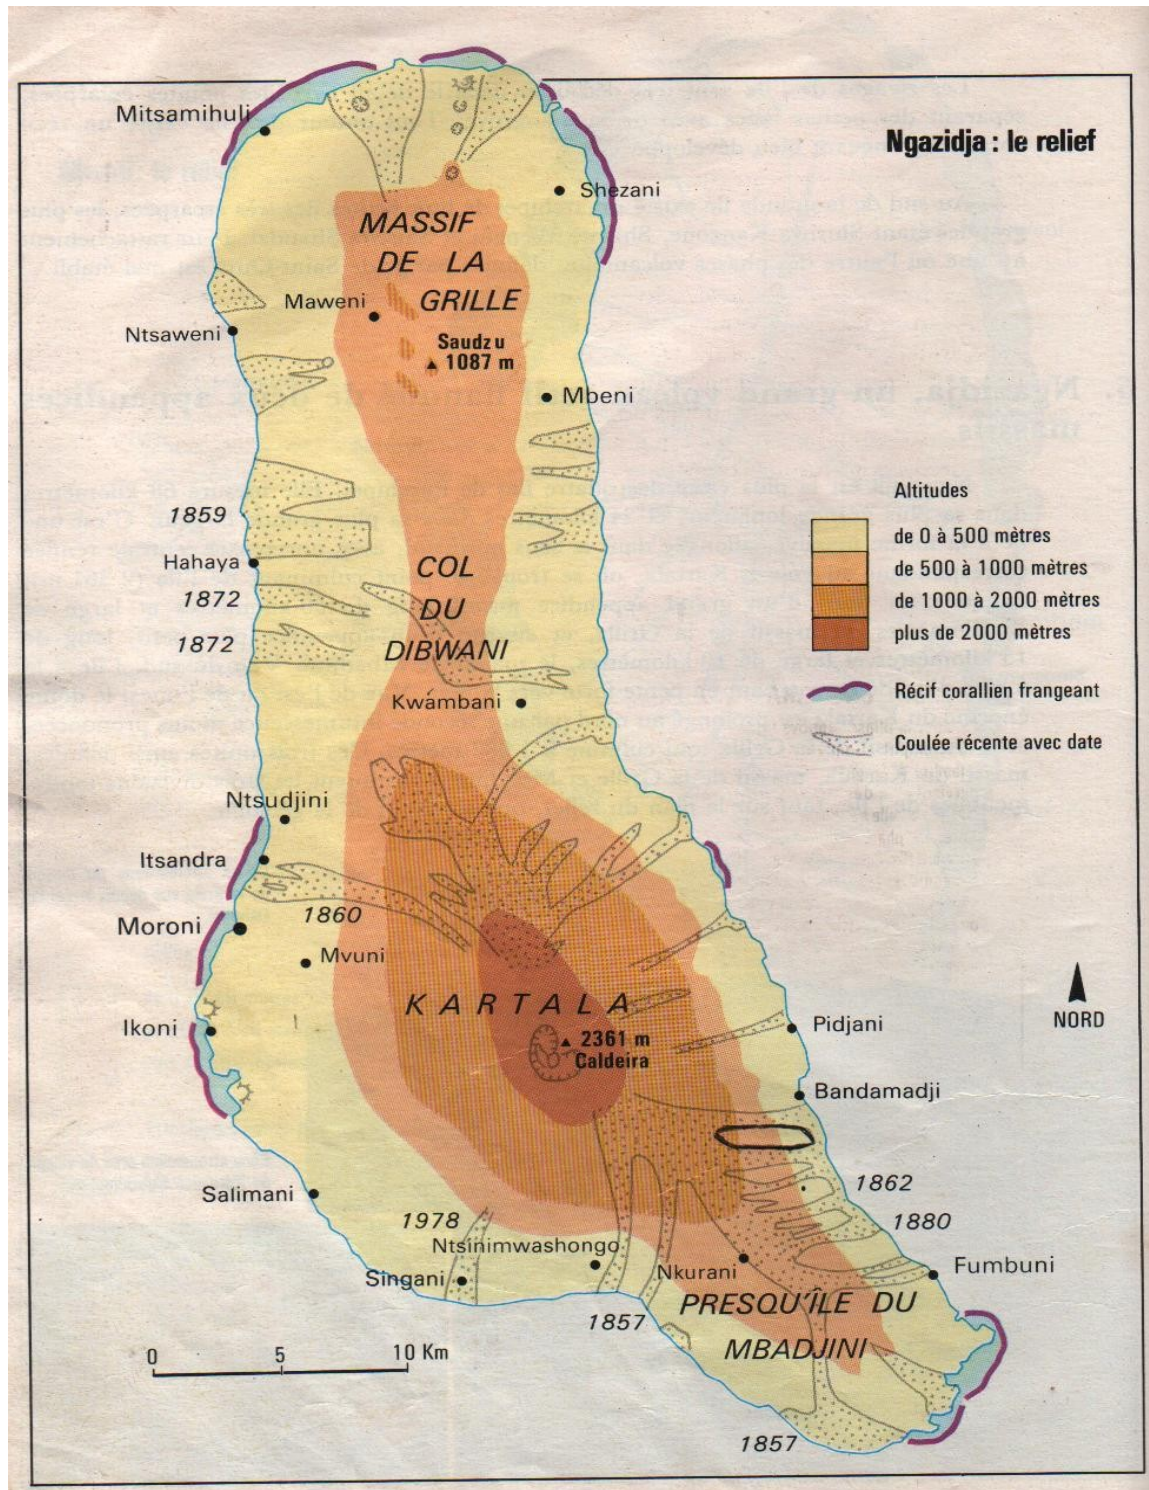 Ngazidja : le relief
Mitsamihuli
Shezani
MASSIF
DE LA
GRILLE
Maweni
Ntsaweni
Saudzu
1087 m
Mbeni
Altitudes
de 0 à 500 mètres
de 500 à 1000 mètres
de 1000 à 2000 mètres
plus de 2000 mètres
Récif corallien frangeant
Coulée récente avec date
1859
Hahaya
COL
DU
DIBWANI
1872
1872
Kwambani
Ntsudjini
Itsandra
1860
Moroni
Mvuni
KARTALA
Ikoni
2361 m
Caldeira
Pidjani
NORD
Bandamadji
1862
Salimani
1978
1880
Ntsinimwashongo
Singani
Nkurani
Fumbuni
PRESQU'ÎLE DU
MBADJINI
1857
0 5 10 Km
1857